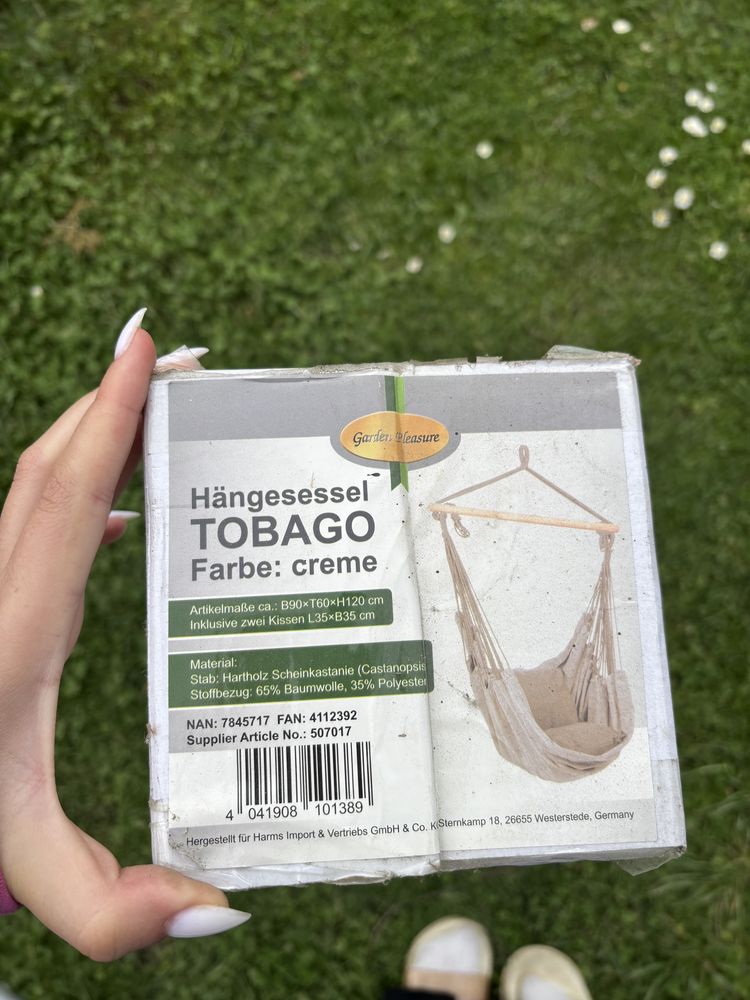 Garden Pleasure
Hängesessel
TOBAGO
Farbe: creme
Artikelmaße ca.: B90×T60×H120 cm
Inklusive zwei Kissen L35×B35 cm
Material:
Stab: Hartholz Scheinkastanie (Castanopsis
Stoffbezug: 65% Baumwolle, 35% Polyester
NAN: 7845717 FAN: 4112392
Supplier Article No.: 507017
4 041908 101389
Hergestellt für Harms Import & Vertriebs GmbH & Co. K Sternkamp 18, 26655 Westerstede, Germany